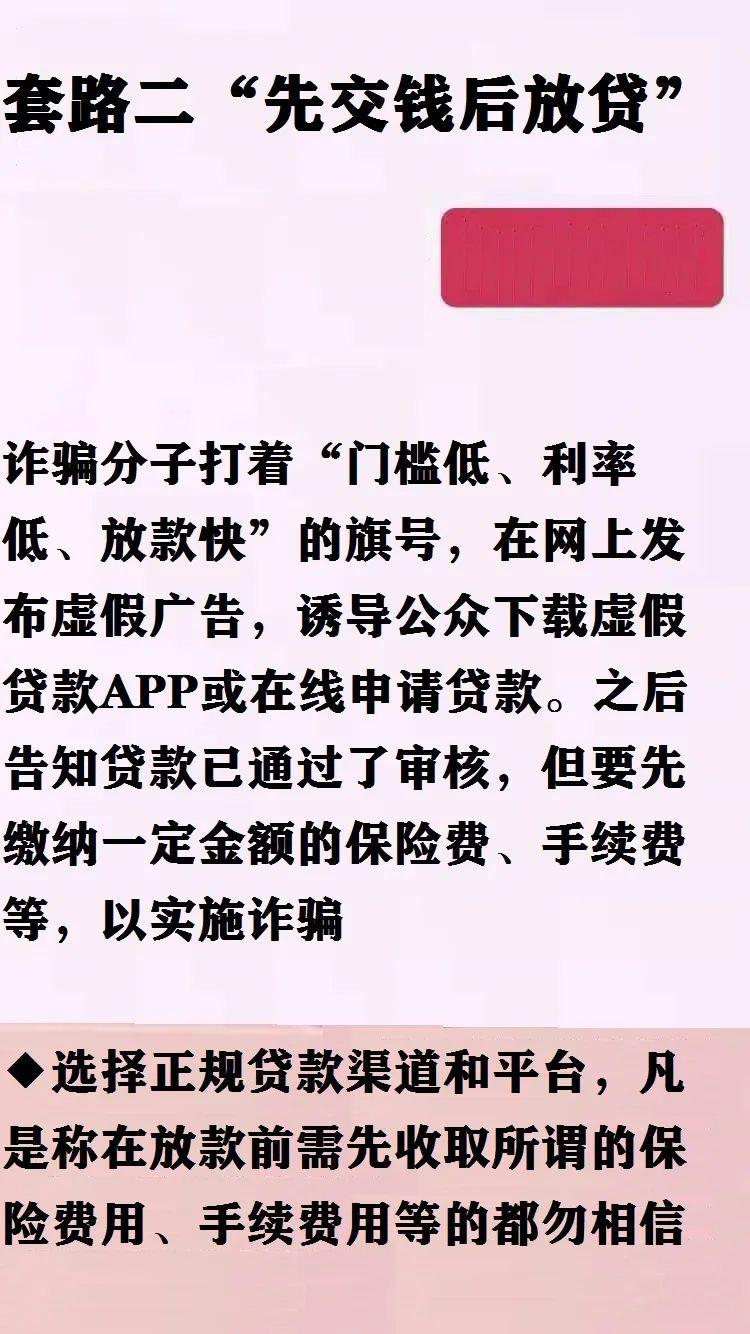 套路二“先交钱后放贷”
诈骗分子打着“门槛低、利率
低、放款快”的旗号，在网上发
布虚假广告，诱导公众下载虚假
贷款APP或在线申请贷款。之后
告知贷款已通过了审核，但要先
缴纳一定金额的保险费、手续费
等，以实施诈骗
◆选择正规贷款渠道和平台，凡
是称在放款前需先收取所谓的保
险费用、手续费用等的都勿相信